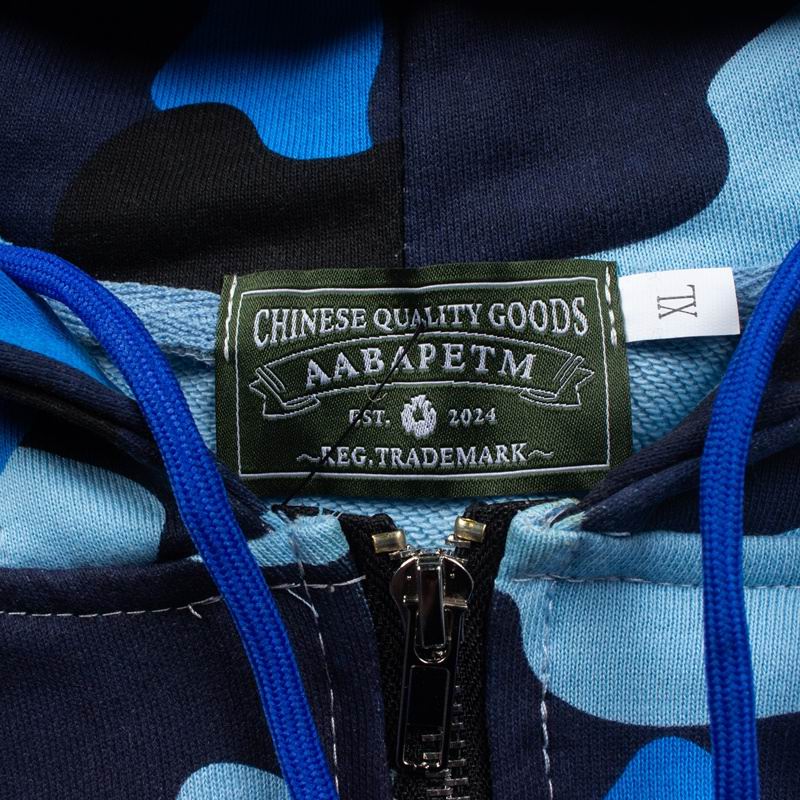 CHINESE QUALITY GOODS
AABAPETM
EST. 2024
~REG.TRADEMARK~
XL